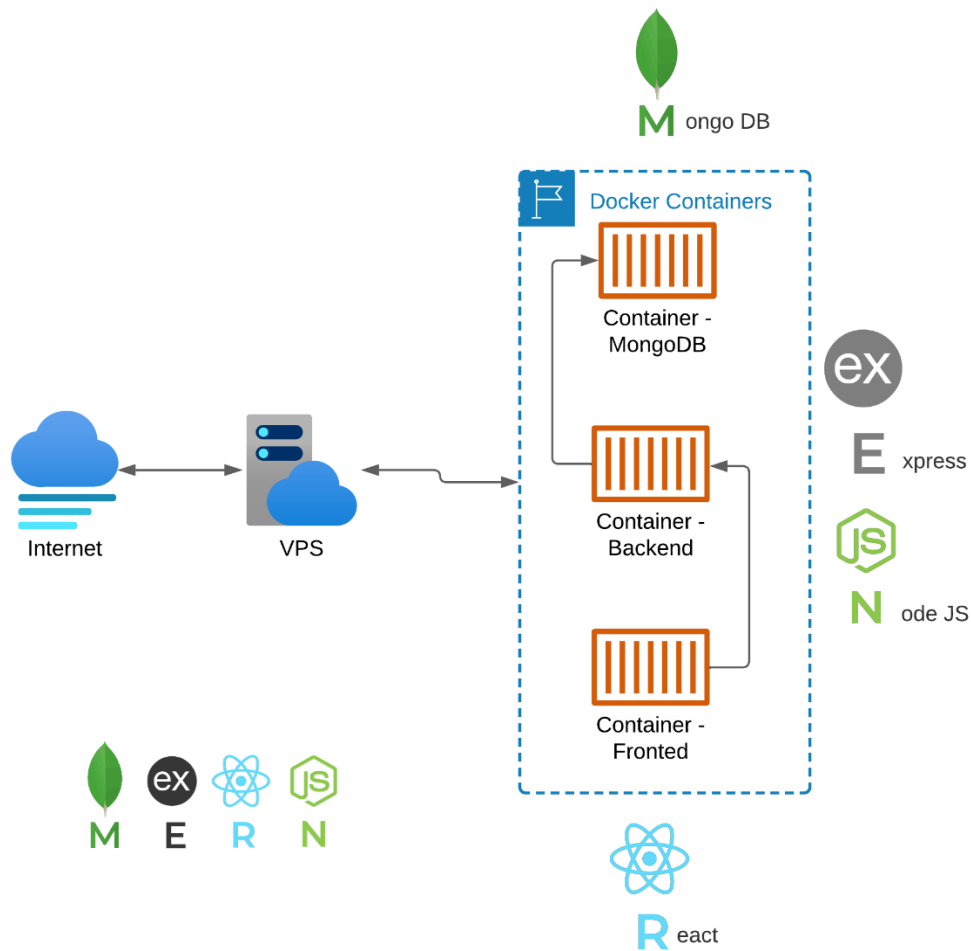 M ongo DB
Docker Containers
Container -
MongoDB
ex
E xpress
JS
N ode JS
Internet
VPS
Container -
Backend
Container -
Fronted
ex
JS
M E R N
R eact